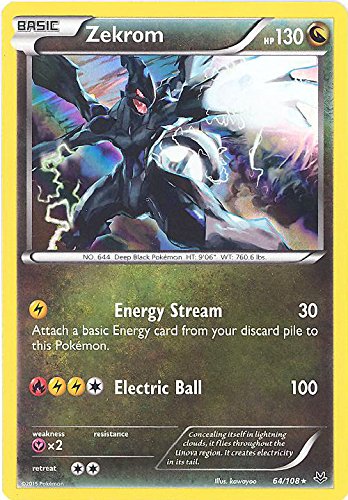 BASIC Zekrom HP130
NO. 644 Deep Black Pokémon HT: 9'06" WT: 760.6 lbs.
Energy Stream 30
Attach a basic Energy card from your discard pile to
this Pokémon.
Electric Ball 100
weakness resistance
×2
retreat
Concealing itself in lightning
clouds, it flies throughout the
Unova region. It creates electricity
in its tail.
©2015 Pokémon Illus. kawayoo 64/108★